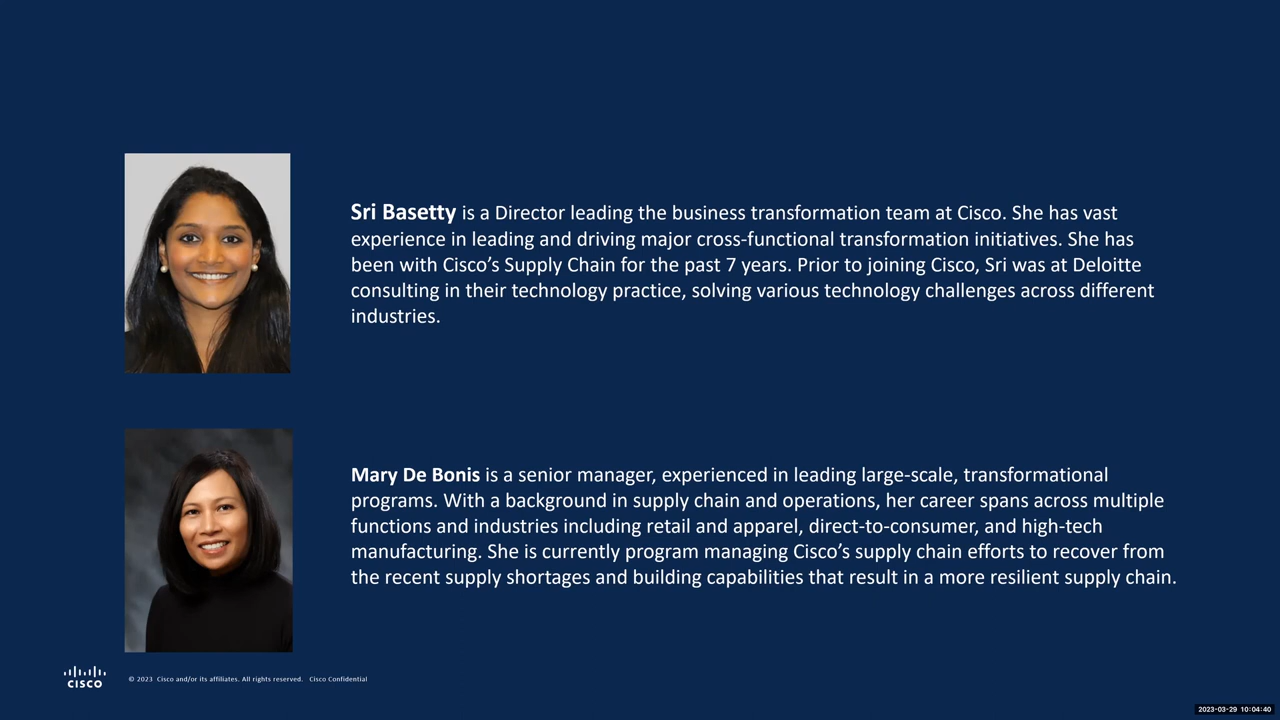 Sri Basetty is a Director leading the business transformation team at Cisco. She has vast
experience in leading and driving major cross-functional transformation initiatives. She has
been with Cisco’s Supply Chain for the past 7 years. Prior to joining Cisco, Sri was at Deloitte
consulting in their technology practice, solving various technology challenges across different
industries.
Mary De Bonis is a senior manager, experienced in leading large-scale, transformational
programs. With a background in supply chain and operations, her career spans across multiple
functions and industries including retail and apparel, direct-to-consumer, and high-tech
manufacturing. She is currently program managing Cisco’s supply chain efforts to recover from
the recent supply shortages and building capabilities that result in a more resilient supply chain.
CISCO
© 2023 Cisco and/or its affiliates. All rights reserved. Cisco Confidential
2023-03-29 10:04:40